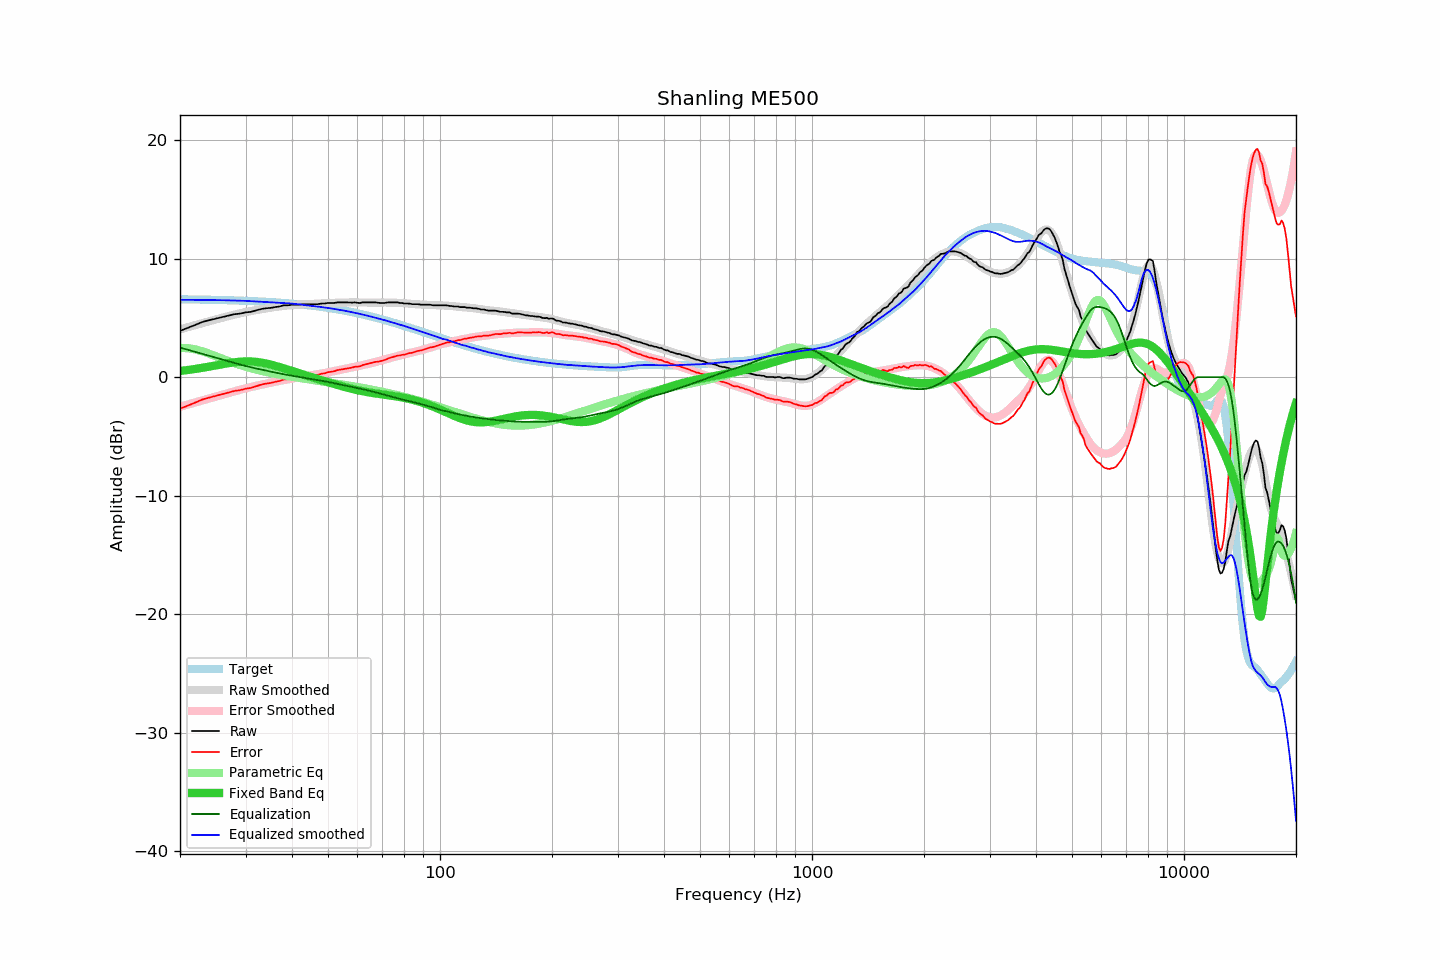 Shanling ME500
20
10
0
−10
−20
−30
−40
Amplitude (dBr)
Target
Raw Smoothed
Error Smoothed
Raw
Error
Parametric Eq
Fixed Band Eq
Equalization
Equalized smoothed
100
1000
10000
Frequency (Hz)